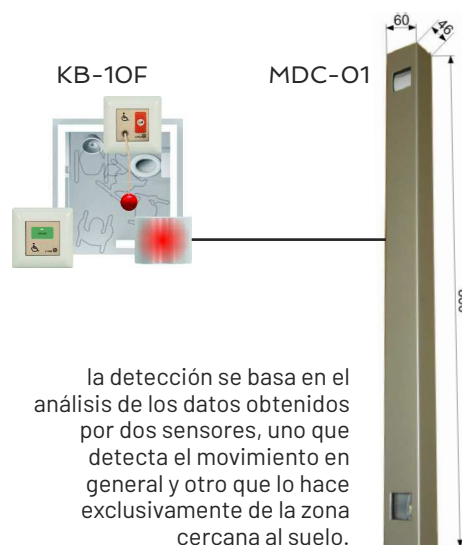 60
46
KB-10F
MDC-01
la detección se basa en el
análisis de los datos obtenidos
por dos sensores, uno que
detecta el movimiento en
general y otro que lo hace
exclusivamente de la zona
cercana al suelo.